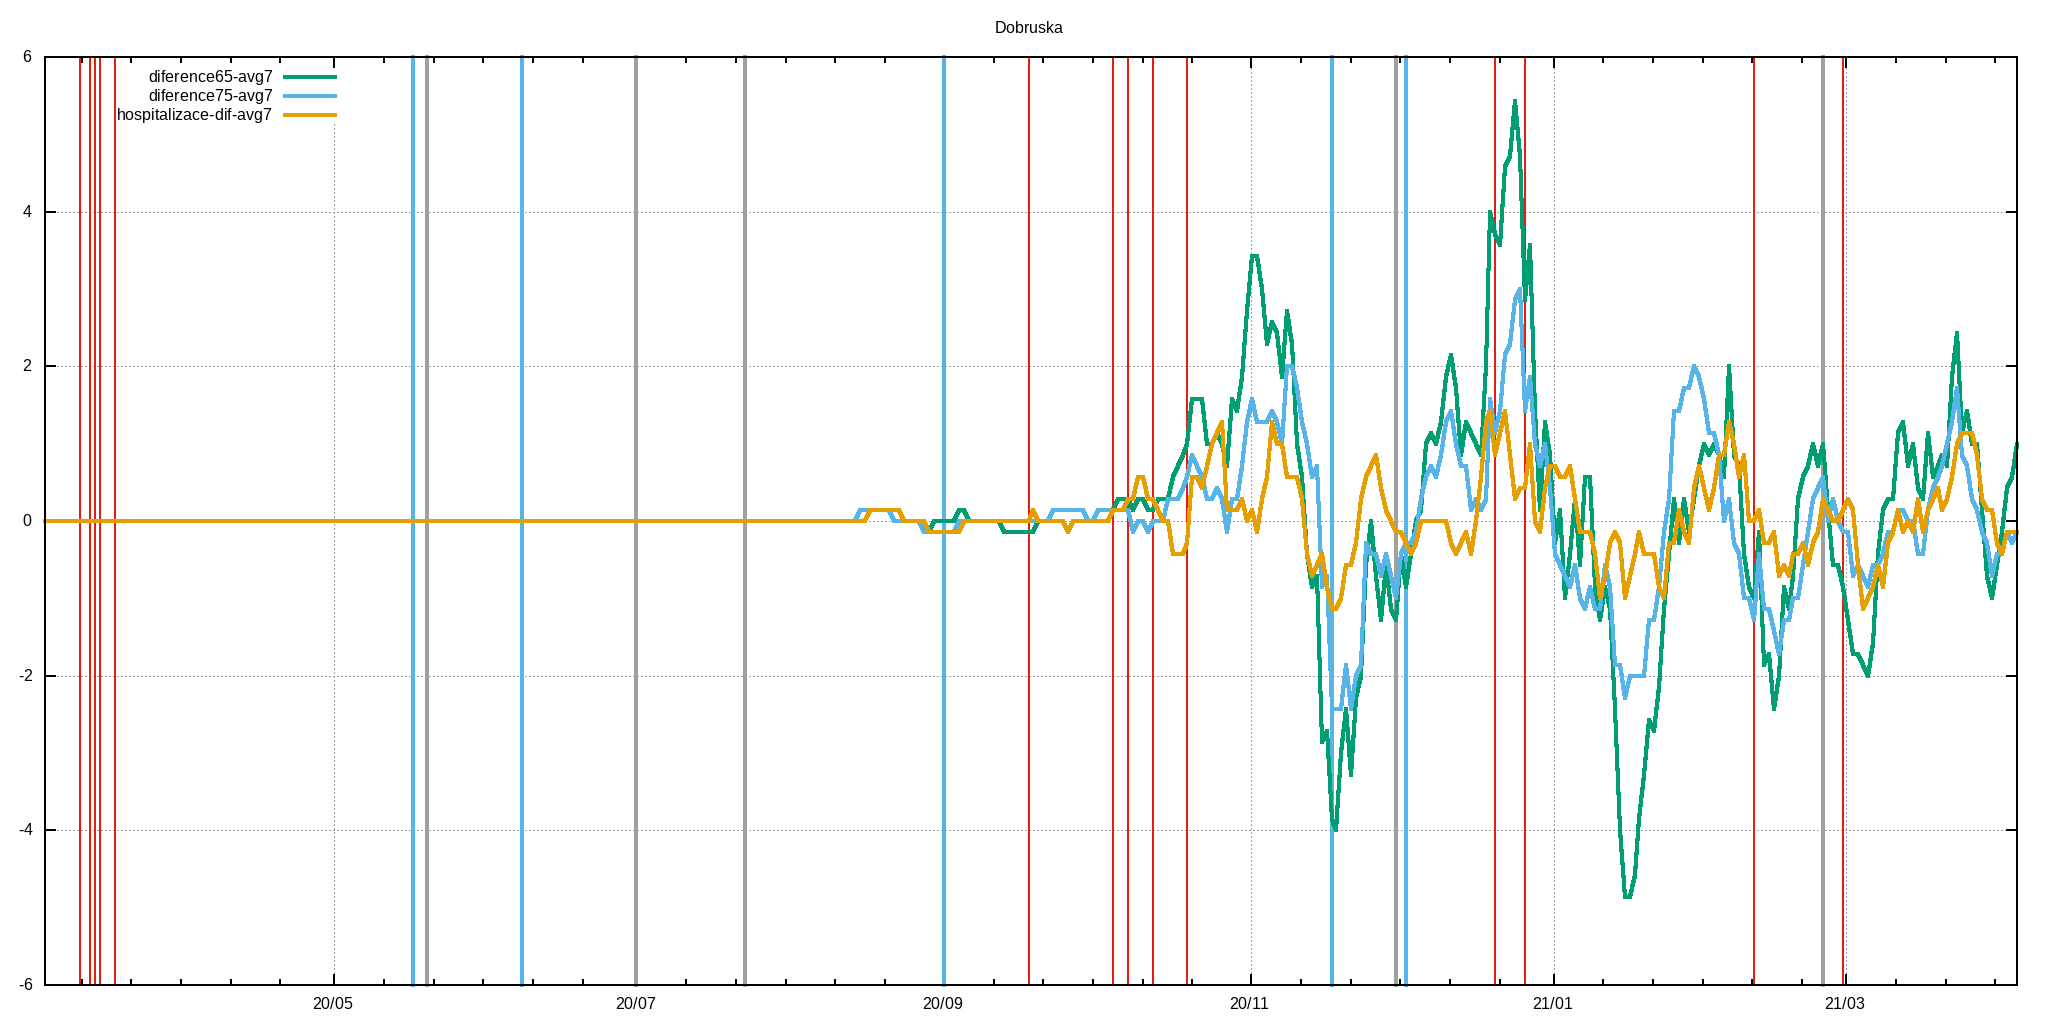 Dobruska
6
diference65-avg7
diference75-avg7
hospitalizace-dif-avg7
4
2
0
-2
-4
-6
20/05 20/07 20/09 20/11 21/01 21/03